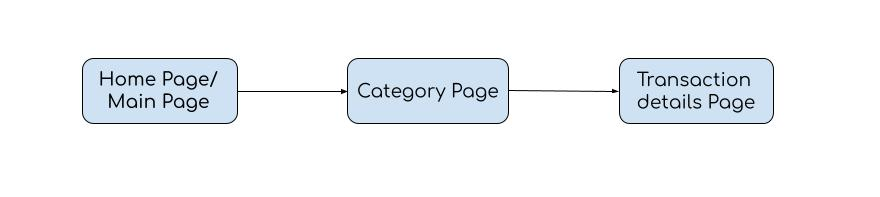 Home Page/
Main Page
Category Page
Transaction
details Page